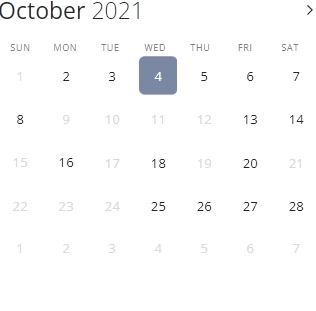 October 2021
SUN MON TUE WED THU FRI SAT
1 2 3 4 5 6 7
8 9 10 11 12 13 14
15 16 17 18 19 20 21
22 23 24 25 26 27 28
1 2 3 4 5 6 7